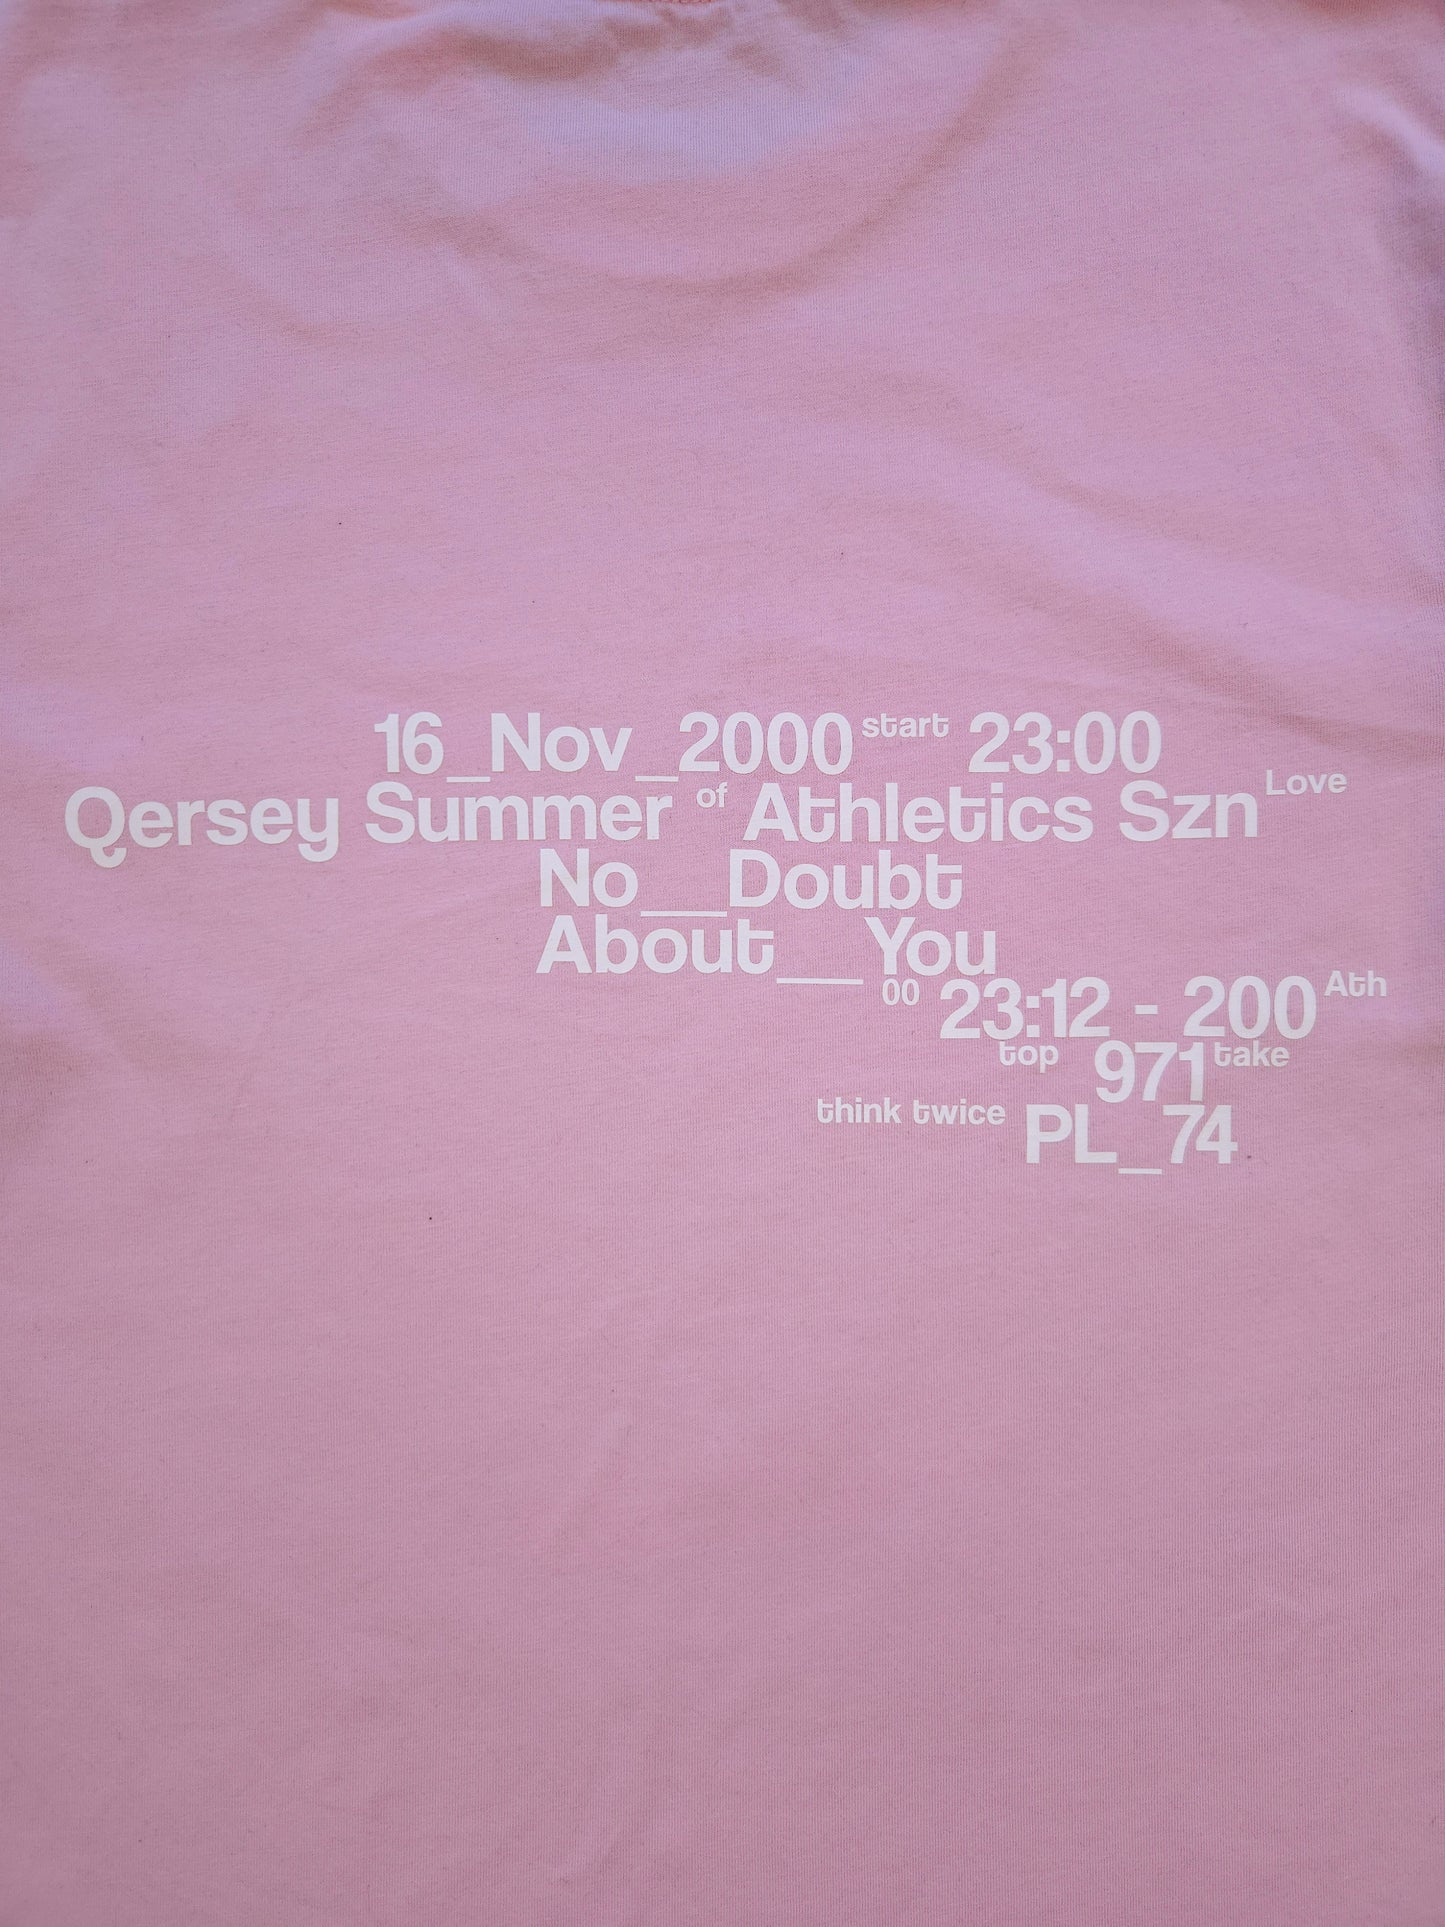 16_Nov_2000 start 23:00
Qersey Summer of Athletics Szn Love
No__Doubt
About__You
00 23:12 - 200 Ath
top 971 take
think twice PL_74